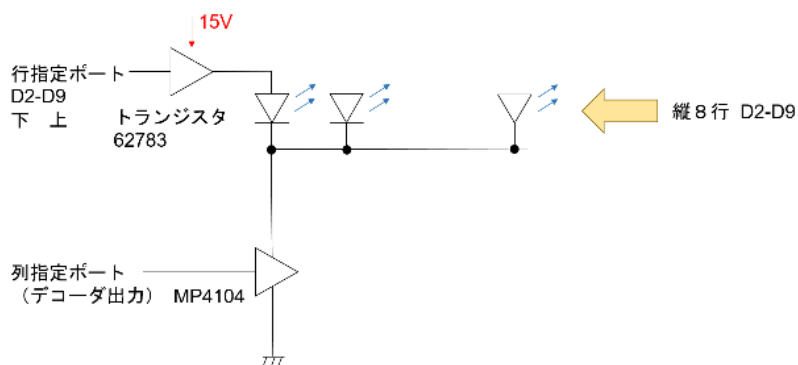 15V
行指定ポート
D2-D9
下 上
トランジスタ
62783
縦8行 D2-D9
列指定ポート
（デコーダ出力） MP4104